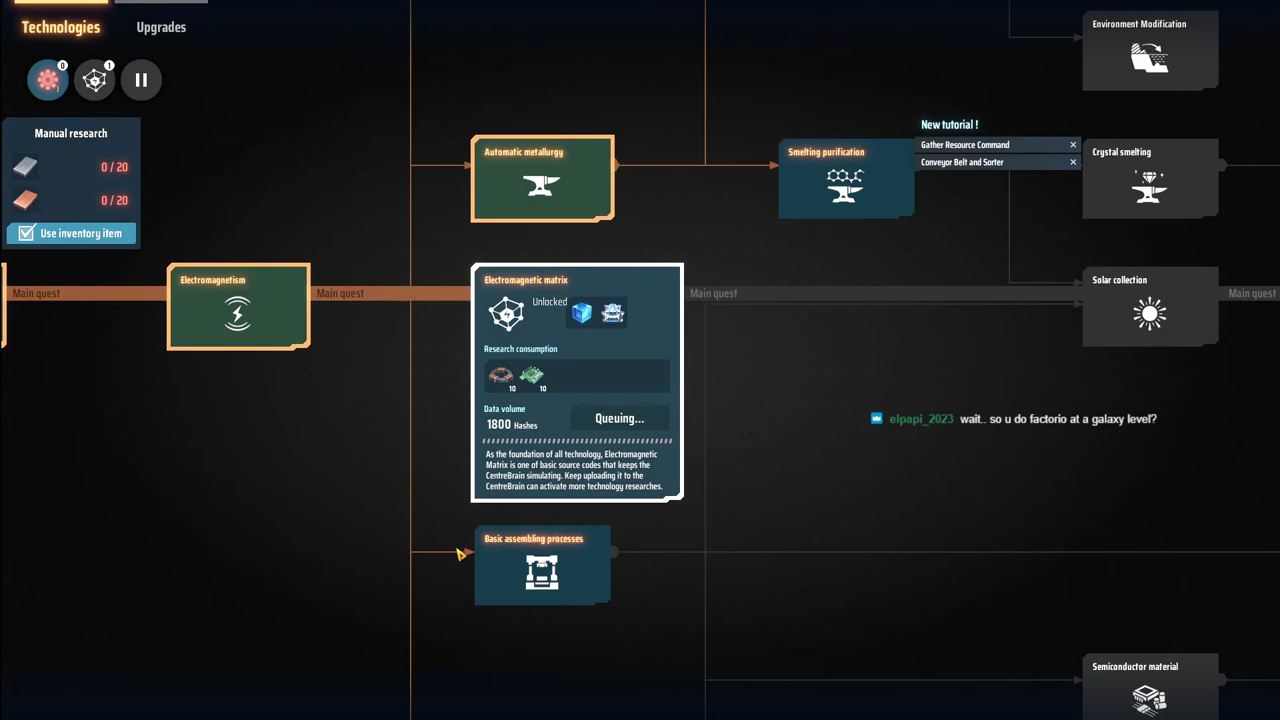 Technologies
Upgrades
0
1
Manual research
0 / 20
0 / 20
Use inventory item
Environment Modification
Automatic metallurgy
Smelting purification
New tutorial !
Gather Resource Command
Conveyor Belt and Sorter
Crystal smelting
Main quest
Electromagnetism
Main quest
Electromagnetic matrix
Unlocked
Research consumption
10
10
Data volume
1800 Hashes
Queuing...
As the foundation of all technology, Electromagnetic
Matrix is one of basic source codes that keeps the
CentreBrain simulating. Keep uploading it to the
CentreBrain can activate more technology researches.
Main quest
Solar collection
Main quest
elpapi_2023 wait.. so u do factorio at a galaxy level?
Basic assembling processes
Semiconductor material